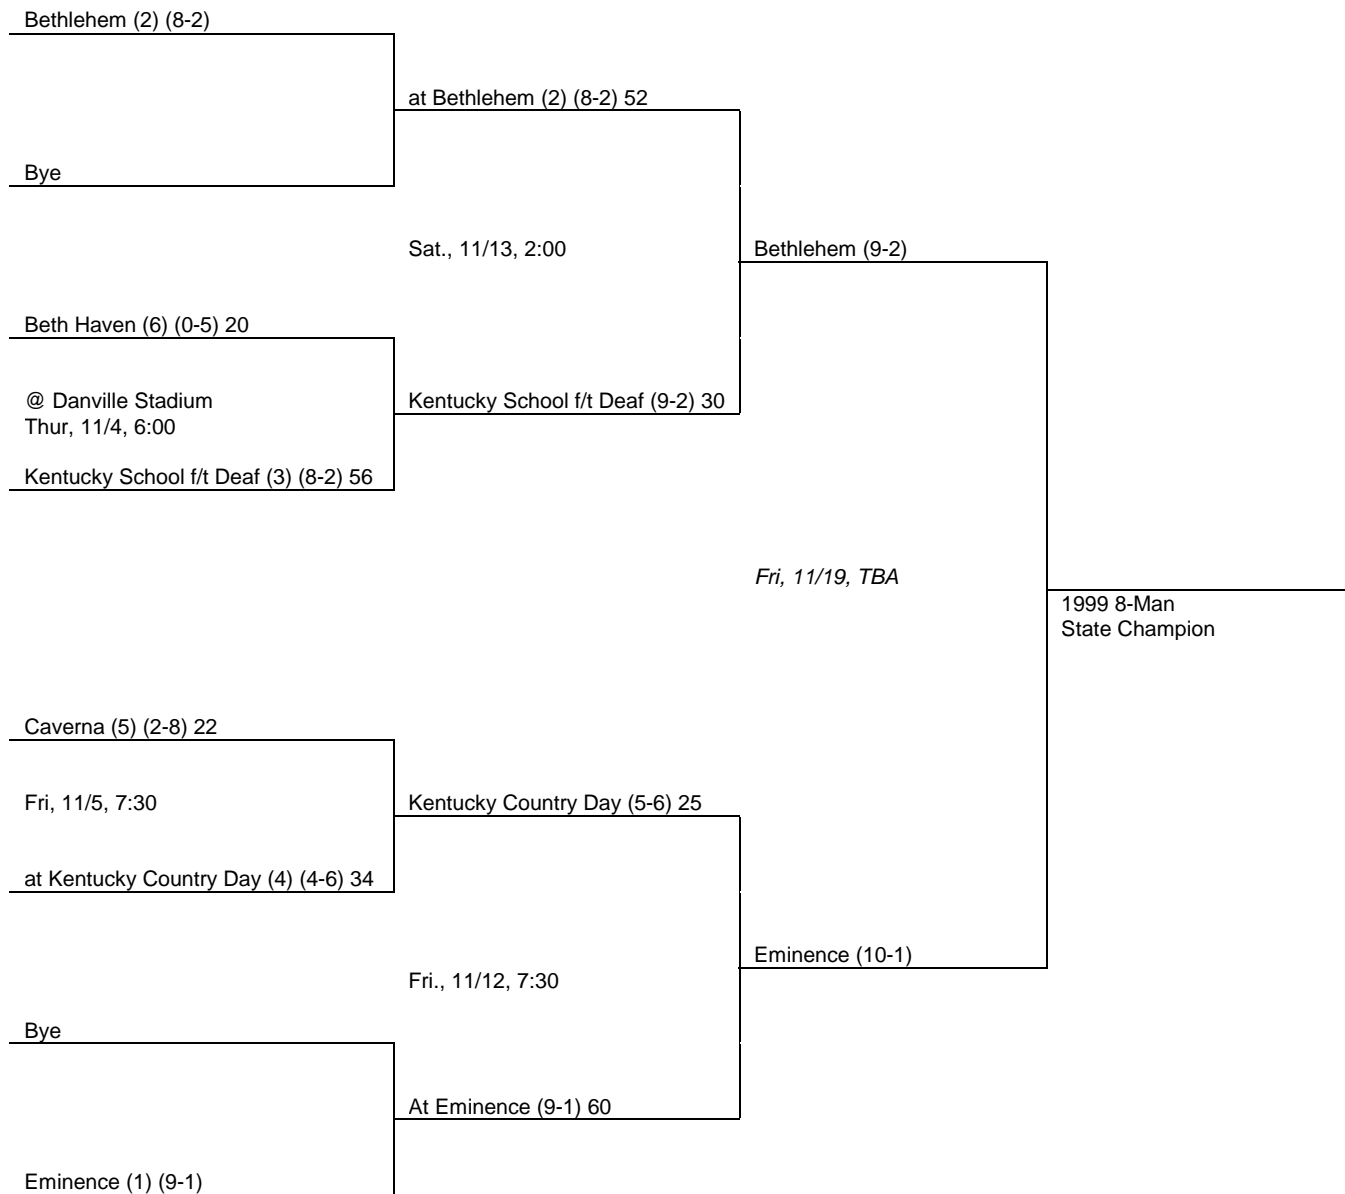 Bethlehem (2) (8-2)
at Bethlehem (2) (8-2) 52
Bye
Sat., 11/13, 2:00
Bethlehem (9-2)
Beth Haven (6) (0-5) 20
@ Danville Stadium
Thur, 11/4, 6:00
Kentucky School f/t Deaf (9-2) 30
Kentucky School f/t Deaf (3) (8-2) 56
Fri, 11/19, TBA
1999 8-Man
State Champion
Caverna (5) (2-8) 22
Fri, 11/5, 7:30
Kentucky Country Day (5-6) 25
at Kentucky Country Day (4) (4-6) 34
Eminence (10-1)
Fri., 11/12, 7:30
Bye
At Eminence (9-1) 60
Eminence (1) (9-1)